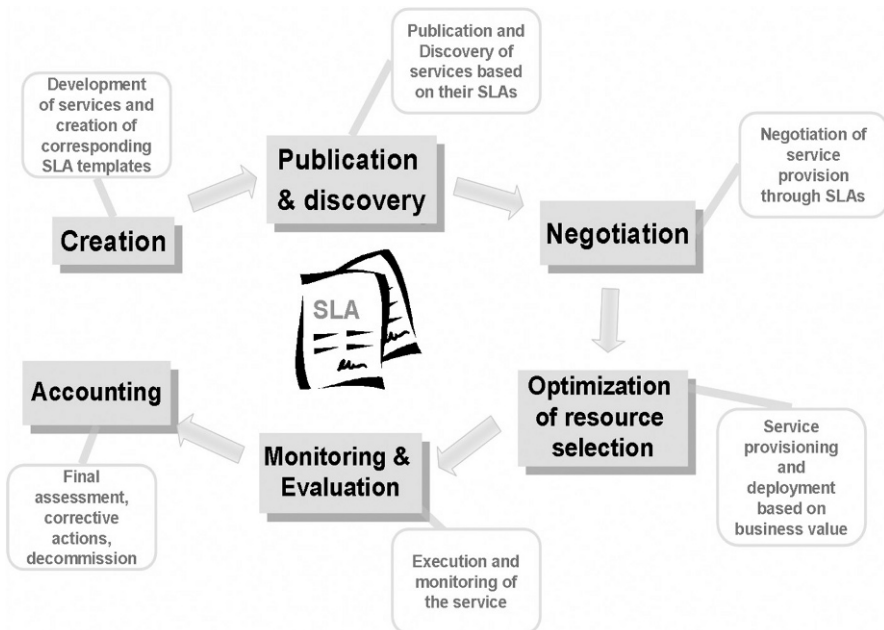 Publication and
Discovery of
services based
on their SLAs
Development
of services and
creation of
corresponding
SLA templates
Publication
& discovery
Negotiation of
service
provision
through SLAs
Creation
Negotiation
SLA
Accounting
Optimization
of resource
selection
Monitoring &
Evaluation
Service
provisioning
and
deployment
based on
business value
Final
assessment,
corrective
actions,
decommission
Execution and
monitoring of
the service